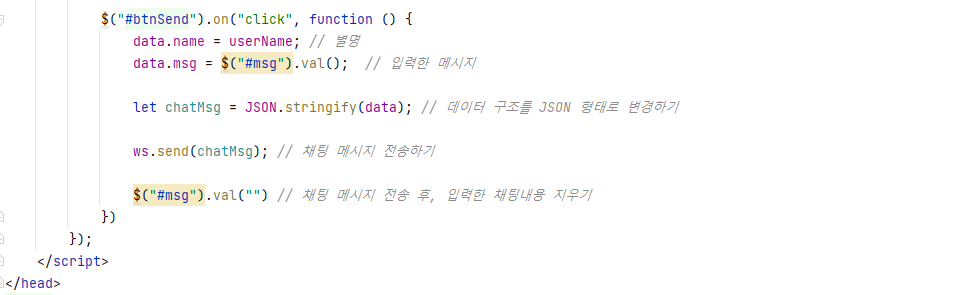 $("#btnSend").on("click", function () {
data.name = userName; // 별명
data.msg = $("#msg").val();  // 입력한 메시지
let chatMsg = JSON.stringify(data); // 데이터 구조를 JSON 형태로 변경하기
ws.send(chatMsg); // 채팅 메시지 전송하기
$("#msg").val("") // 채팅 메시지 전송 후, 입력한 채팅내용 지우기
})
});
</script>
</head>